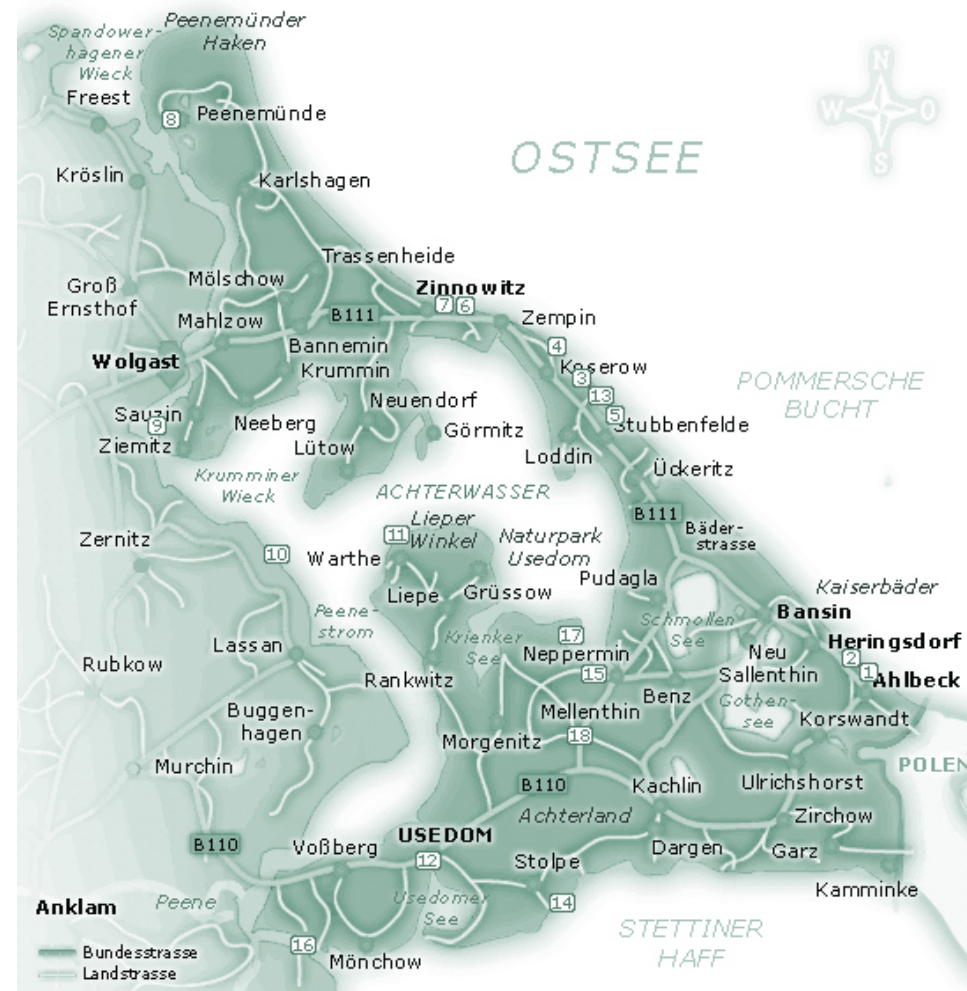 Spandower-
hagener
Wieck
Peenemünder
Haken
Freest
8
Peenemünde
OSTSEE
N
W
O
S
Kröslin
Karlshagen
Trassenheide
Mölschow
Groß
Ernsthof
Zinnowitz
7
6
Mahlzow
B111
Zempin
Wolgast
Bannemin
Krummin
4
Koserow
3
13
5
POMMERSCHE
BUCHT
Sauzin
9
Ziemitz
Neeberg
Neuendorf
Görmitz
Stubbenfelde
Lütow
Loddin
Ückeritz
Krumminer
Wieck
ACHTERWASSER
B111
Bäder-
strasse
Zernitz
10
11
Lieper
Winkel
Naturpark
Usedom
Warthe
Pudagla
Kaiserbäder
Liepe
Grüssow
Peene-
strom
Schmollen
See
Bansin
Lassan
Krienker
See
17
Neppermin
Neu
Sallenthin
Heringsdorf
2
1
Ahlbeck
Rubkow
Rankwitz
15
Benz
Gothen-
see
Buggen-
hagen
Mellenthin
Korswandt
Morgenitz
18
Murchin
POLEN
B110
Kachlin
Ulrichshorst
Achterland
Zirchow
B110
Voßberg
USEDOM
12
Stolpe
Dargen
Garz
Kamminke
Anklam
Peene
Usedomer
See
14
STETTINER
HAFF
16
Mönchow
Bundesstrasse
Landstrasse